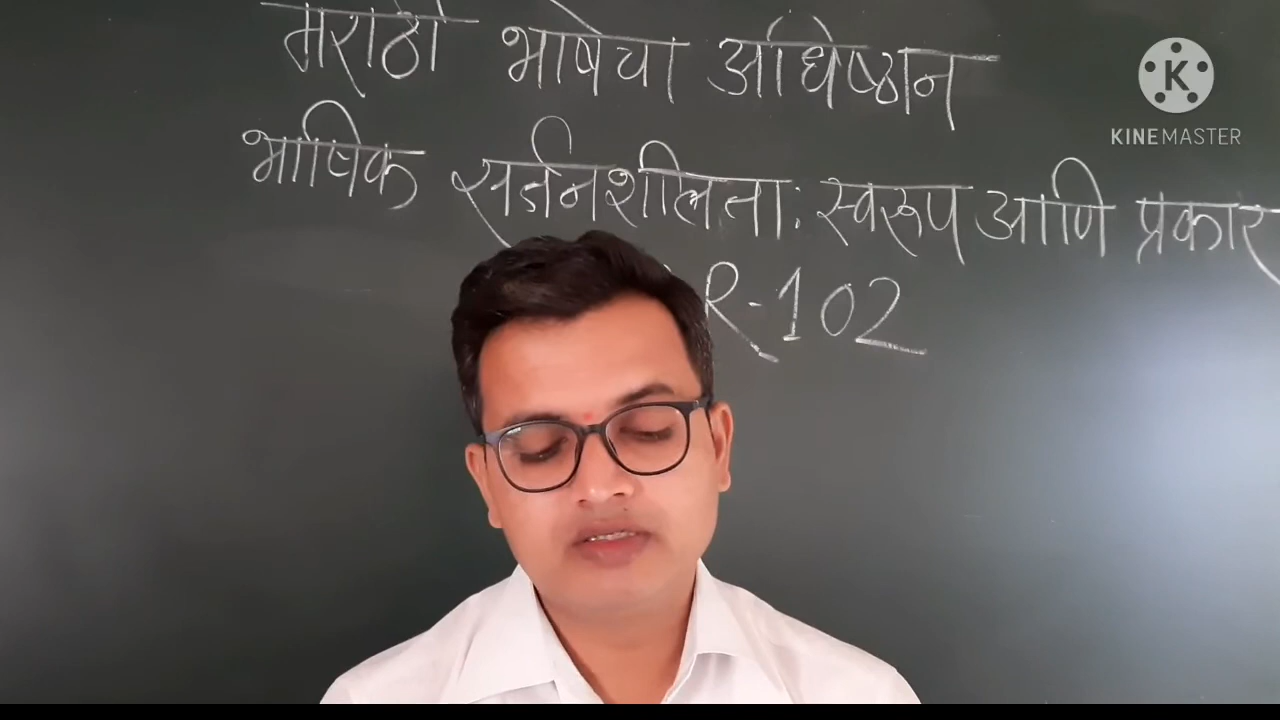 मराठी भाषेचा अधिष्ठान
भाषिक सर्जनशीलता: स्वरूप आणि प्रकार
R-102
KINEMASTER